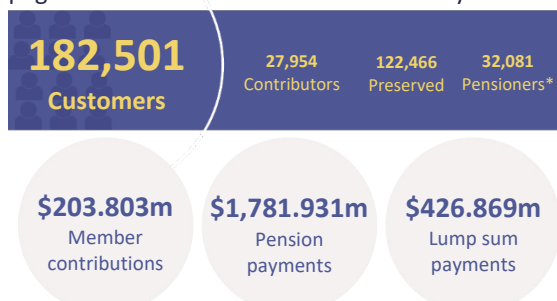 182,501
Customers
27,954
Contributors
122,466
Preserved
32,081
Pensioners*
$203.803m
Member
contributions
$1,781.931m
Pension
payments
$426.869m
Lump sum
payments